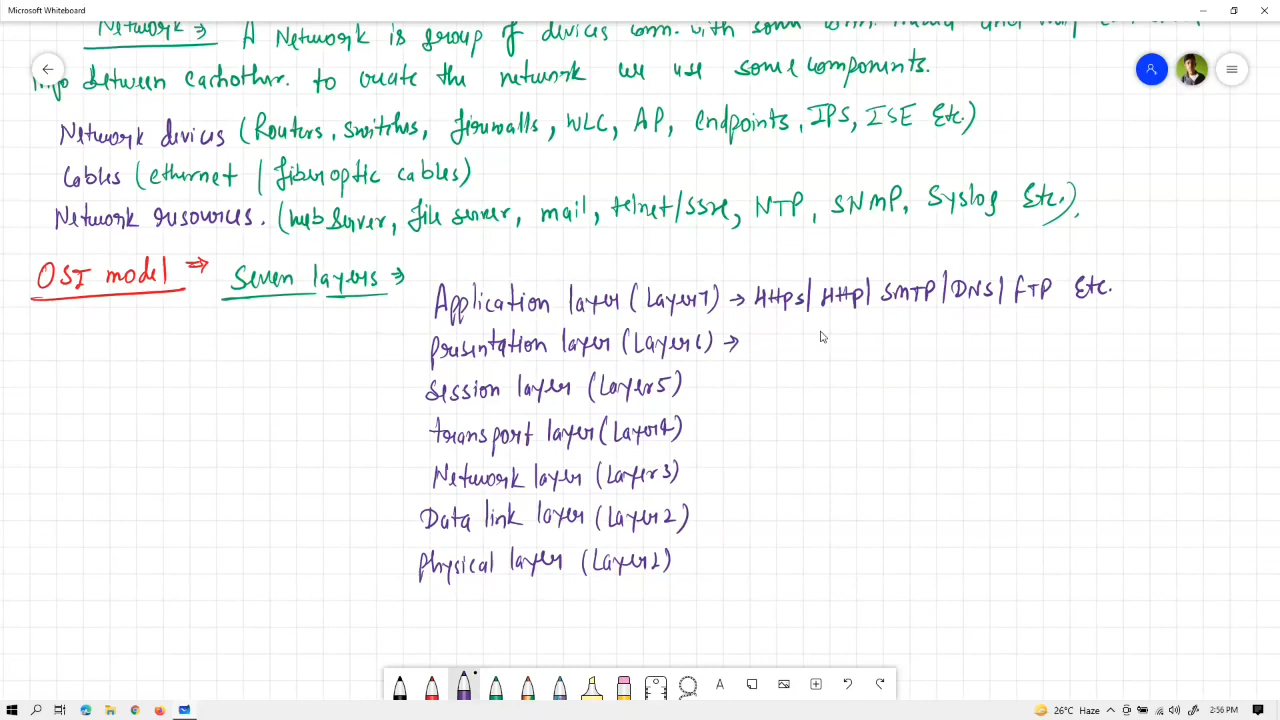 Microsoft Whiteboard
Network → A Network is group of devices comm. with some
info between eachother. to create the network we use some components.
Network devices (Routers, switches, firewalls, WLC, AP, endpoints, IPS, ISE Etc.)
Cables (ethernet | fiber optic cables)
Network resources. (web server, file server, mail, telnet/SSH, NTP, SNMP, Syslog Etc.),
OSI model ⇒ Seven layers →
Application layer (Layer7) → HTTPs| HTTP| SMTP|DNS| FTP Etc.
presentation layer (Layer6) →
Session layer (Layer5)
transport layer (Layer4)
Network layer (Layer3)
Data link layer (Layer2)
physical layer (Layer1)
A
26°C Haze
2:56 PM